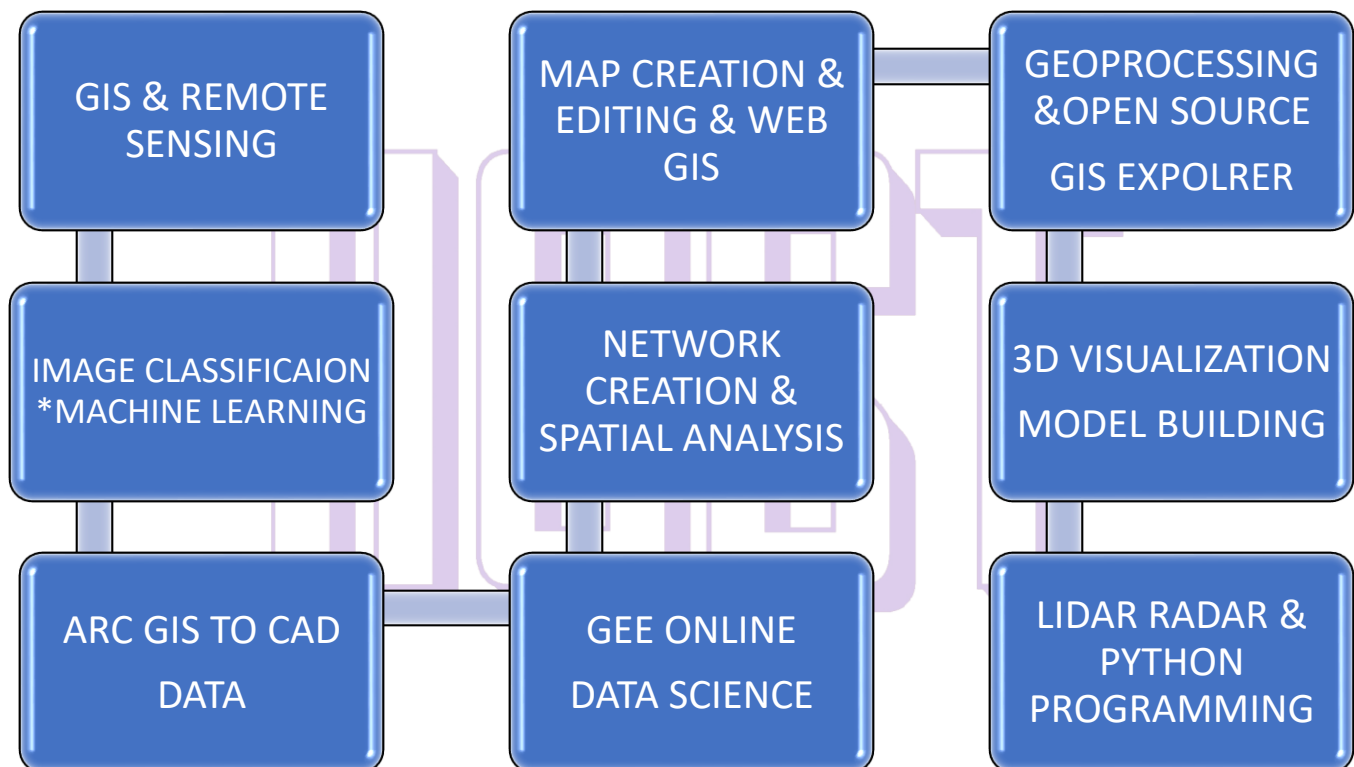 GIS & REMOTE
SENSING
IMAGE CLASSIFICAION
*MACHINE LEARNING
ARC GIS TO CAD
DATA
GEE ONLINE
DATA SCIENCE
NETWORK
CREATION &
SPATIAL ANALYSIS
MAP CREATION &
EDITING & WEB
GIS
GEOPROCESSING
&OPEN SOURCE
GIS EXPOLRER
3D VISUALIZATION
MODEL BUILDING
LIDAR RADAR &
PYTHON
PROGRAMMING